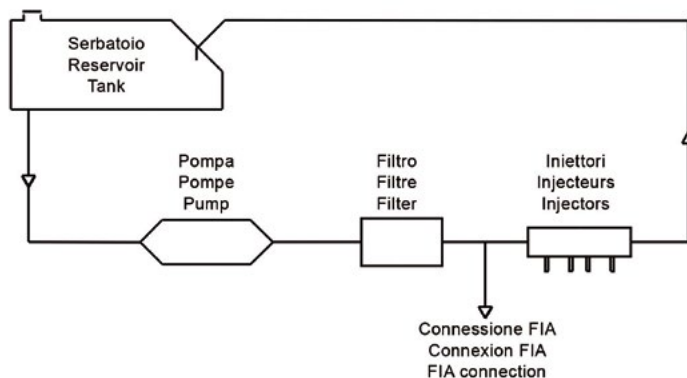 Serbatoio
Reservoir
Tank
Pompa
Pompe
Pump
Filtro
Filtre
Filter
Iniettori
Injecteurs
Injectors
Connessione FIA
Connexion FIA
FIA connection